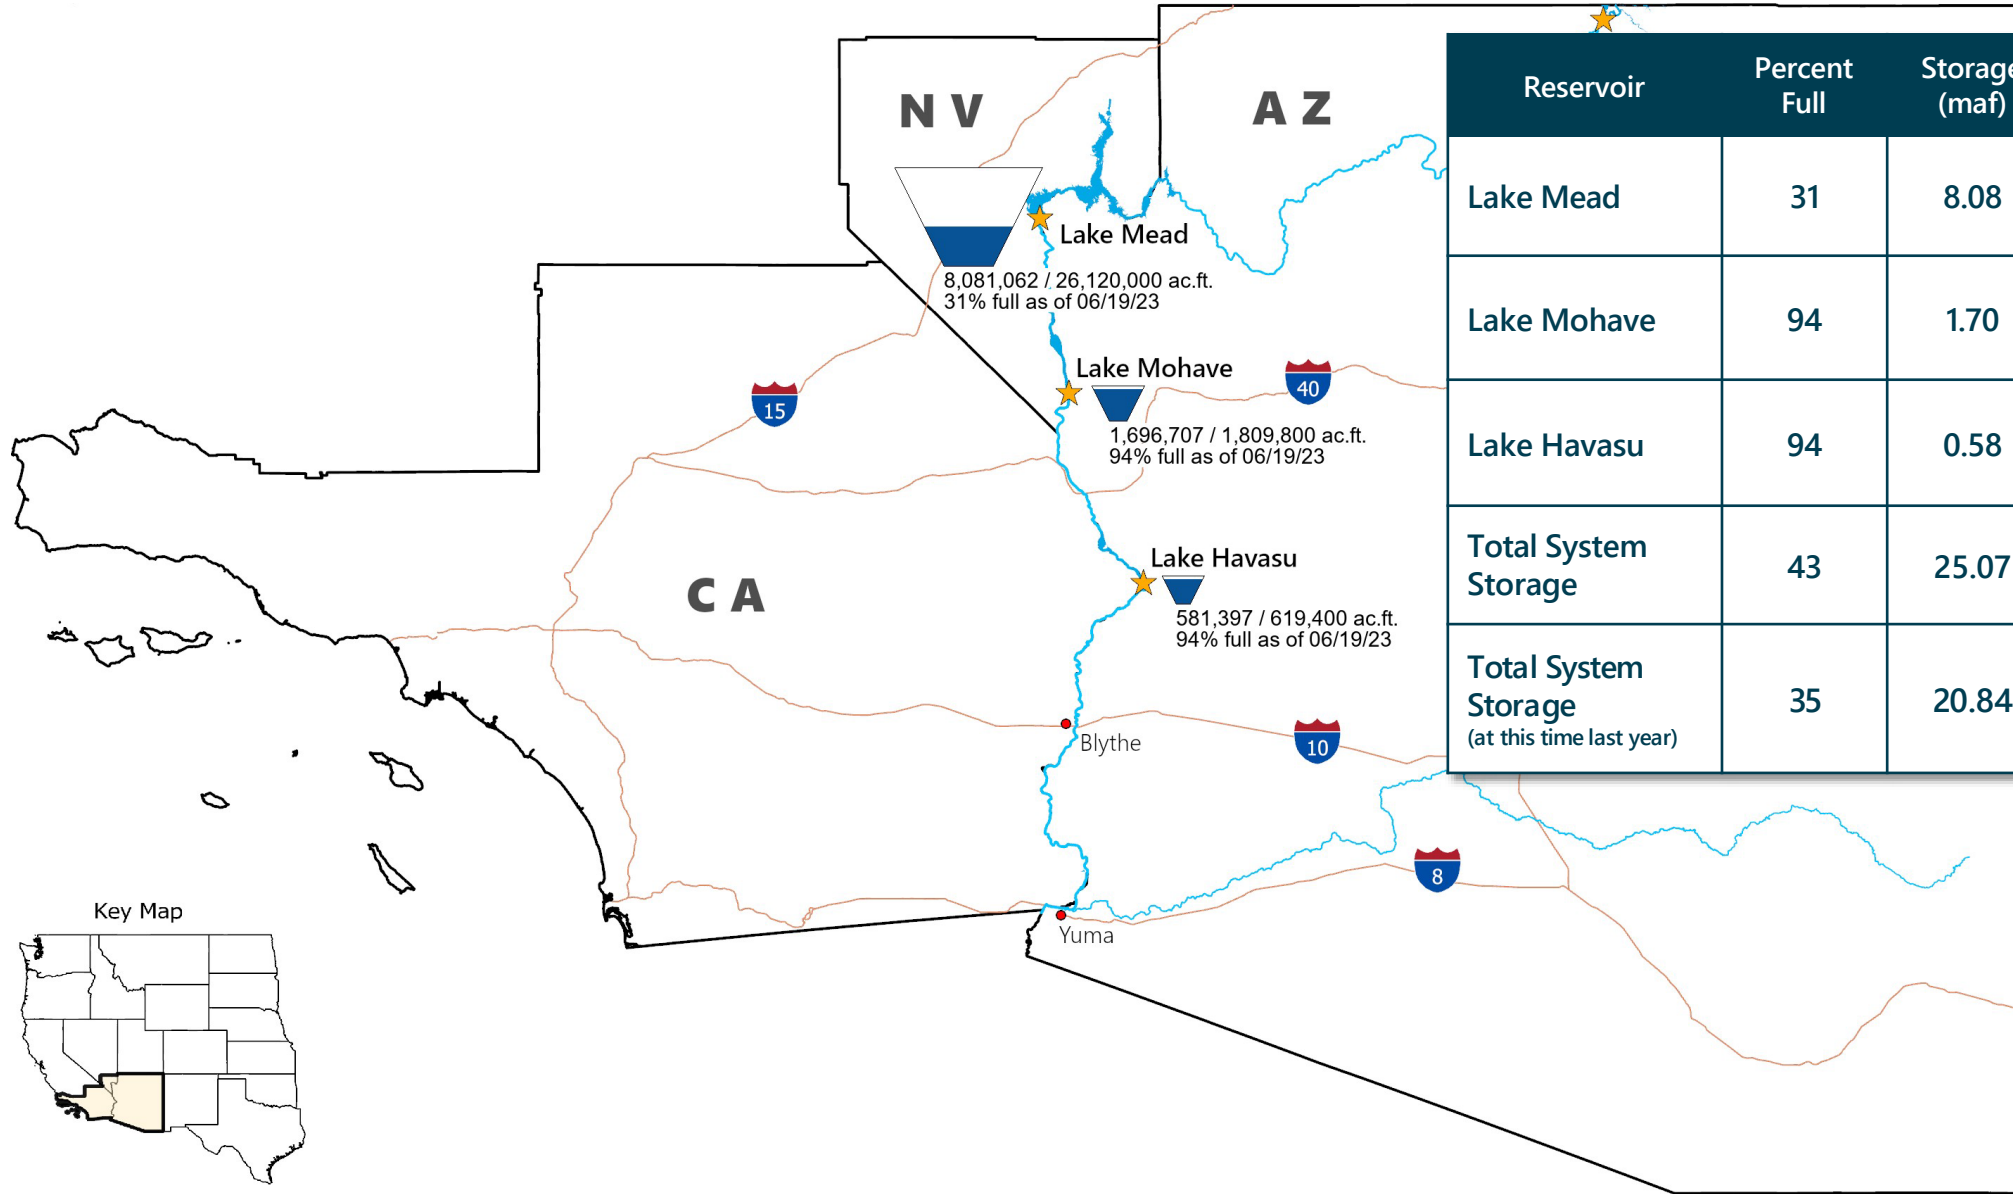 N V
A Z
Reservoir
Percent
Full
Storage
(maf)
Lake Mead
31
8.08
Lake Mohave
94
1.70
Lake Havasu
94
0.58
Total System
Storage
43
25.07
Total System
Storage
(at this time last year)
35
20.84
Lake Mead
8,081,062 / 26,120,000 ac.ft.
31% full as of 06/19/23
Lake Mohave
1,696,707 / 1,809,800 ac.ft.
94% full as of 06/19/23
15
40
Lake Havasu
581,397 / 619,400 ac.ft.
94% full as of 06/19/23
C A
Blythe
10
8
Yuma
Key Map